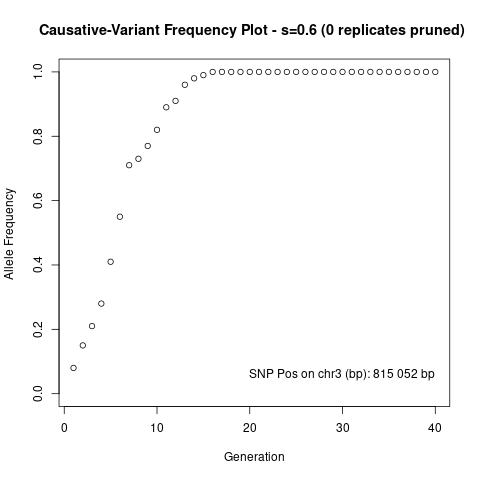 Causative-Variant Frequency Plot - s=0.6 (0 replicates pruned)
1.0
0.8
0.6
0.4
0.2
0.0
Allele Frequency
SNP Pos on chr3 (bp): 815 052 bp
0 10 20 30 40
Generation